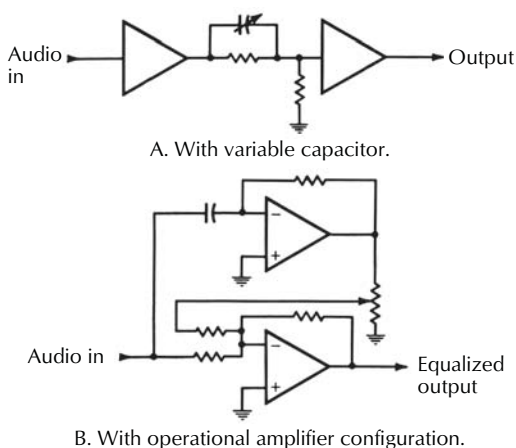 Audio
in
Output
A. With variable capacitor.
−
+
−
+
Audio in
Equalized
output
B. With operational amplifier configuration.